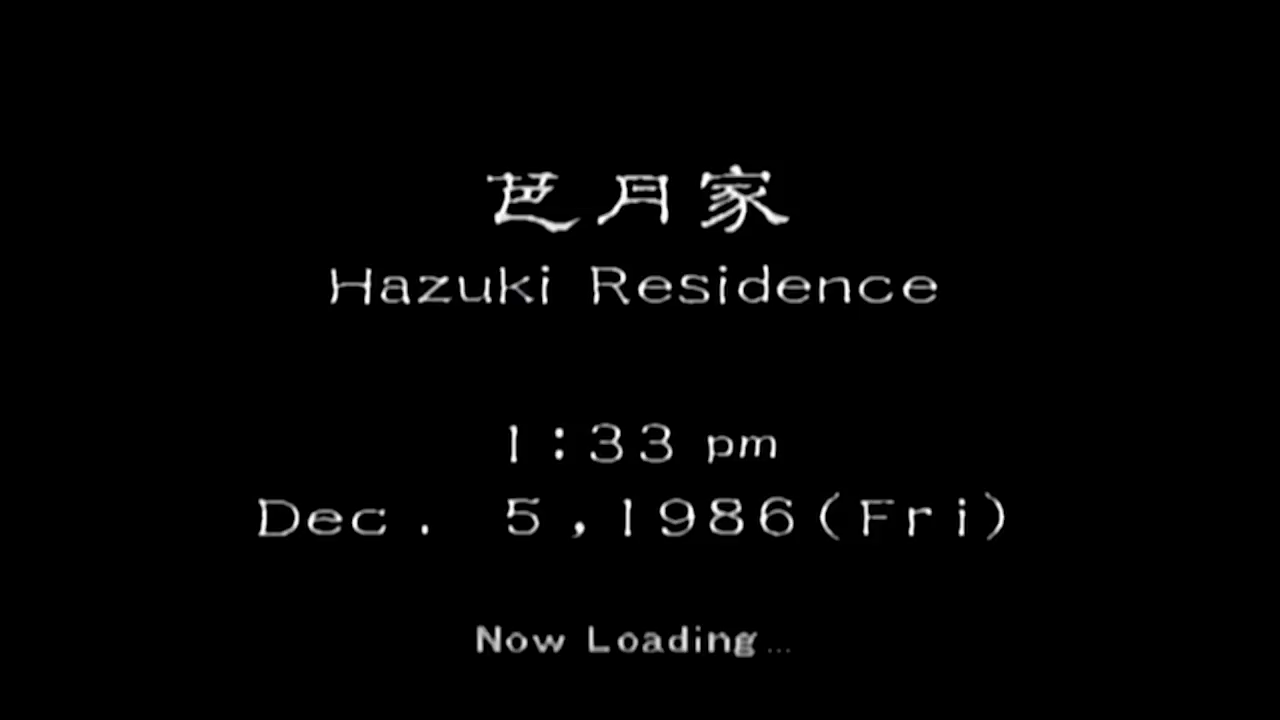 芭月家
Hazuki Residence
1:33 pm
Dec. 5,1986(Fri)
Now Loading...